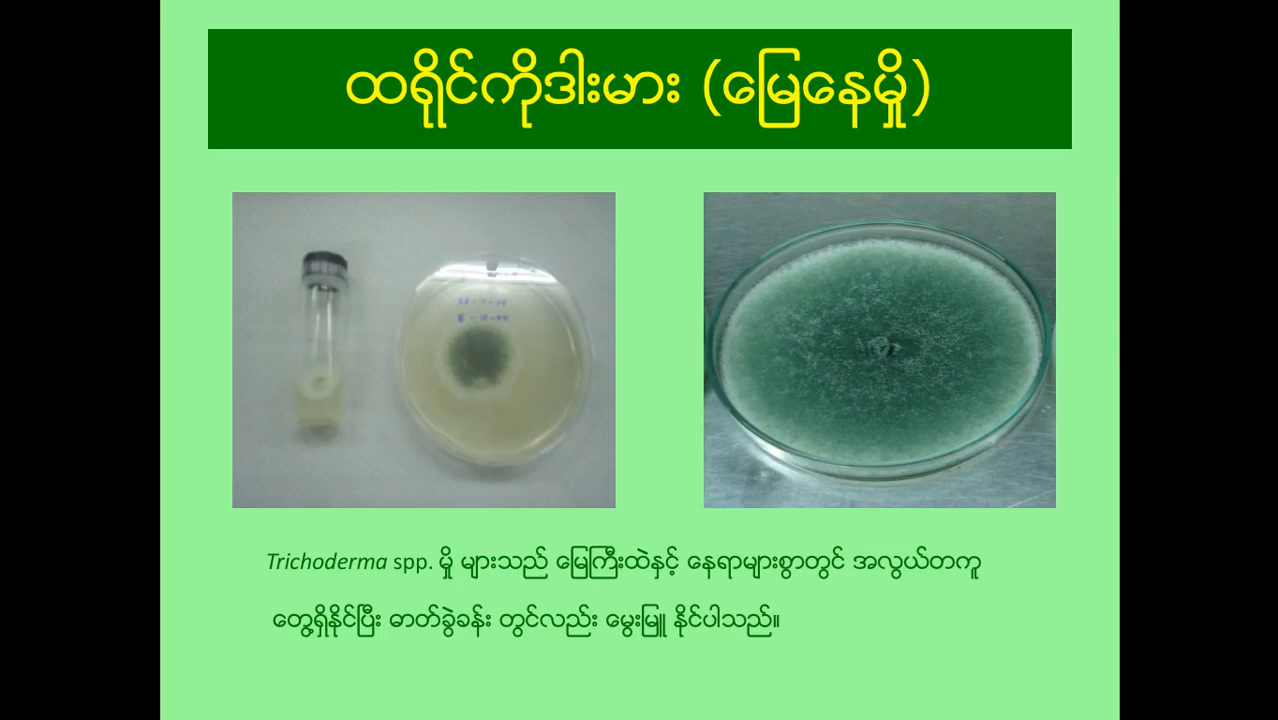 ထရိုင်ကိုဒါးမား (မြေနေမှို)
Trichoderma spp. မှို များသည် မြေကြီးထဲနှင့် နေရာများစွာတွင် အလွယ်တကူ
တွေ့ရှိနိုင်ပြီး ဓာတ်ခွဲခန်း တွင်လည်း မွေးမြူ နိုင်ပါသည်။